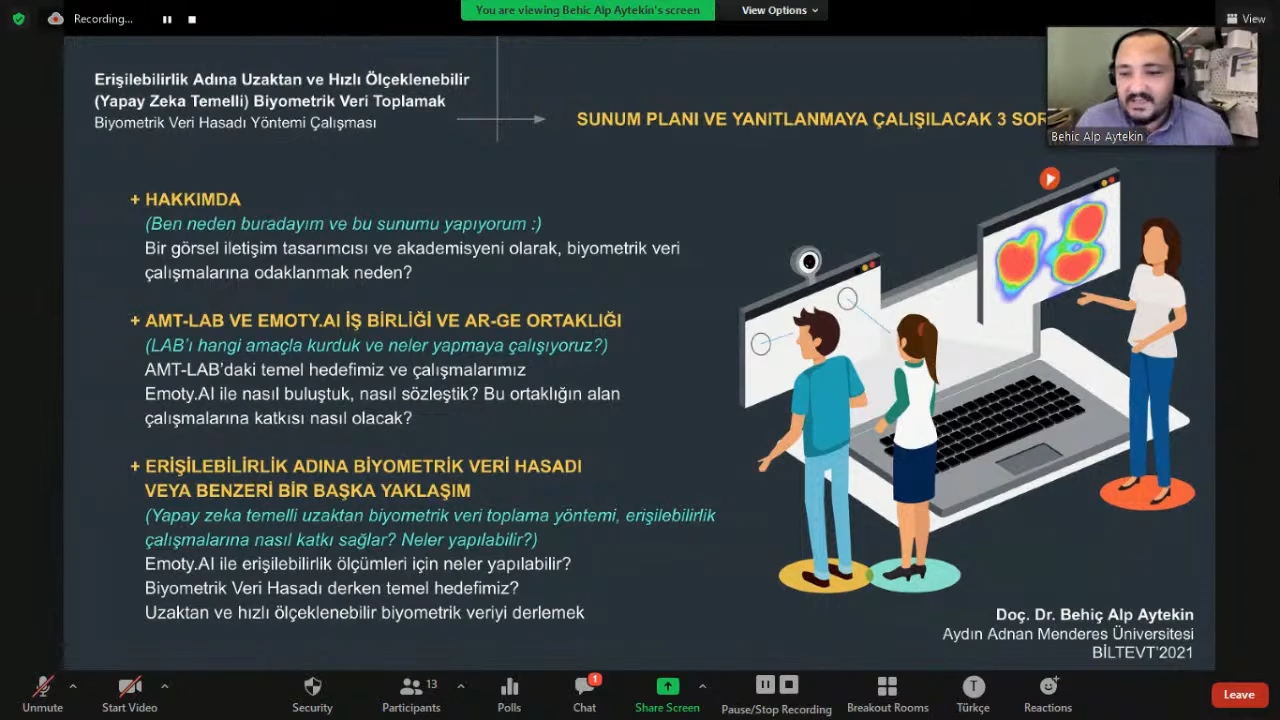 Recording...
You are viewing Behic Alp Aytekin's screen
View Options
View
Erişilebilirlik Adına Uzaktan ve Hızlı Ölçeklenebilir
(Yapay Zeka Temelli) Biyometrik Veri Toplamak
Biyometrik Veri Hasadı Yöntemi Çalışması
SUNUM PLANI VE YANITLANMAYA ÇALIŞILACAK 3 SOR
Behic Alp Aytekin
+ HAKKIMDA
(Ben neden buradayım ve bu sunumu yapıyorum :)
Bir görsel iletişim tasarımcısı ve akademisyeni olarak, biyometrik veri
çalışmalarına odaklanmak neden?
+ AMT-LAB VE EMOTY.AI İŞ BİRLİĞİ VE AR-GE ORTAKLIĞI
(LAB'ı hangi amaçla kurduk ve neler yapmaya çalışıyoruz?)
AMT-LAB'daki temel hedefimiz ve çalışmalarımız
Emoty.AI ile nasıl buluştuk, nasıl sözleştik? Bu ortaklığın alan
çalışmalarına katkısı nasıl olacak?
+ ERİŞİLEBİLİRLİK ADINA BİYOMETRİK VERİ HASADI
VEYA BENZERİ BİR BAŞKA YAKLAŞIM
(Yapay zeka temelli uzaktan biyometrik veri toplama yöntemi, erişilebilirlik
çalışmalarına nasıl katkı sağlar? Neler yapılabilir?)
Emoty.AI ile erişilebilirlik ölçümleri için neler yapılabilir?
Biyometrik Veri Hasadı derken temel hedefimiz?
Uzaktan ve hızlı ölçeklenebilir biyometrik veriyi derlemek
Doç. Dr. Behiç Alp Aytekin
Aydın Adnan Menderes Üniversitesi
BİLTEVT'2021
13
1
T
Unmute
Start Video
Security
Participants
Polls
Chat
Share Screen
Pause/Stop Recording
Breakout Rooms
Türkçe
Reactions
Leave